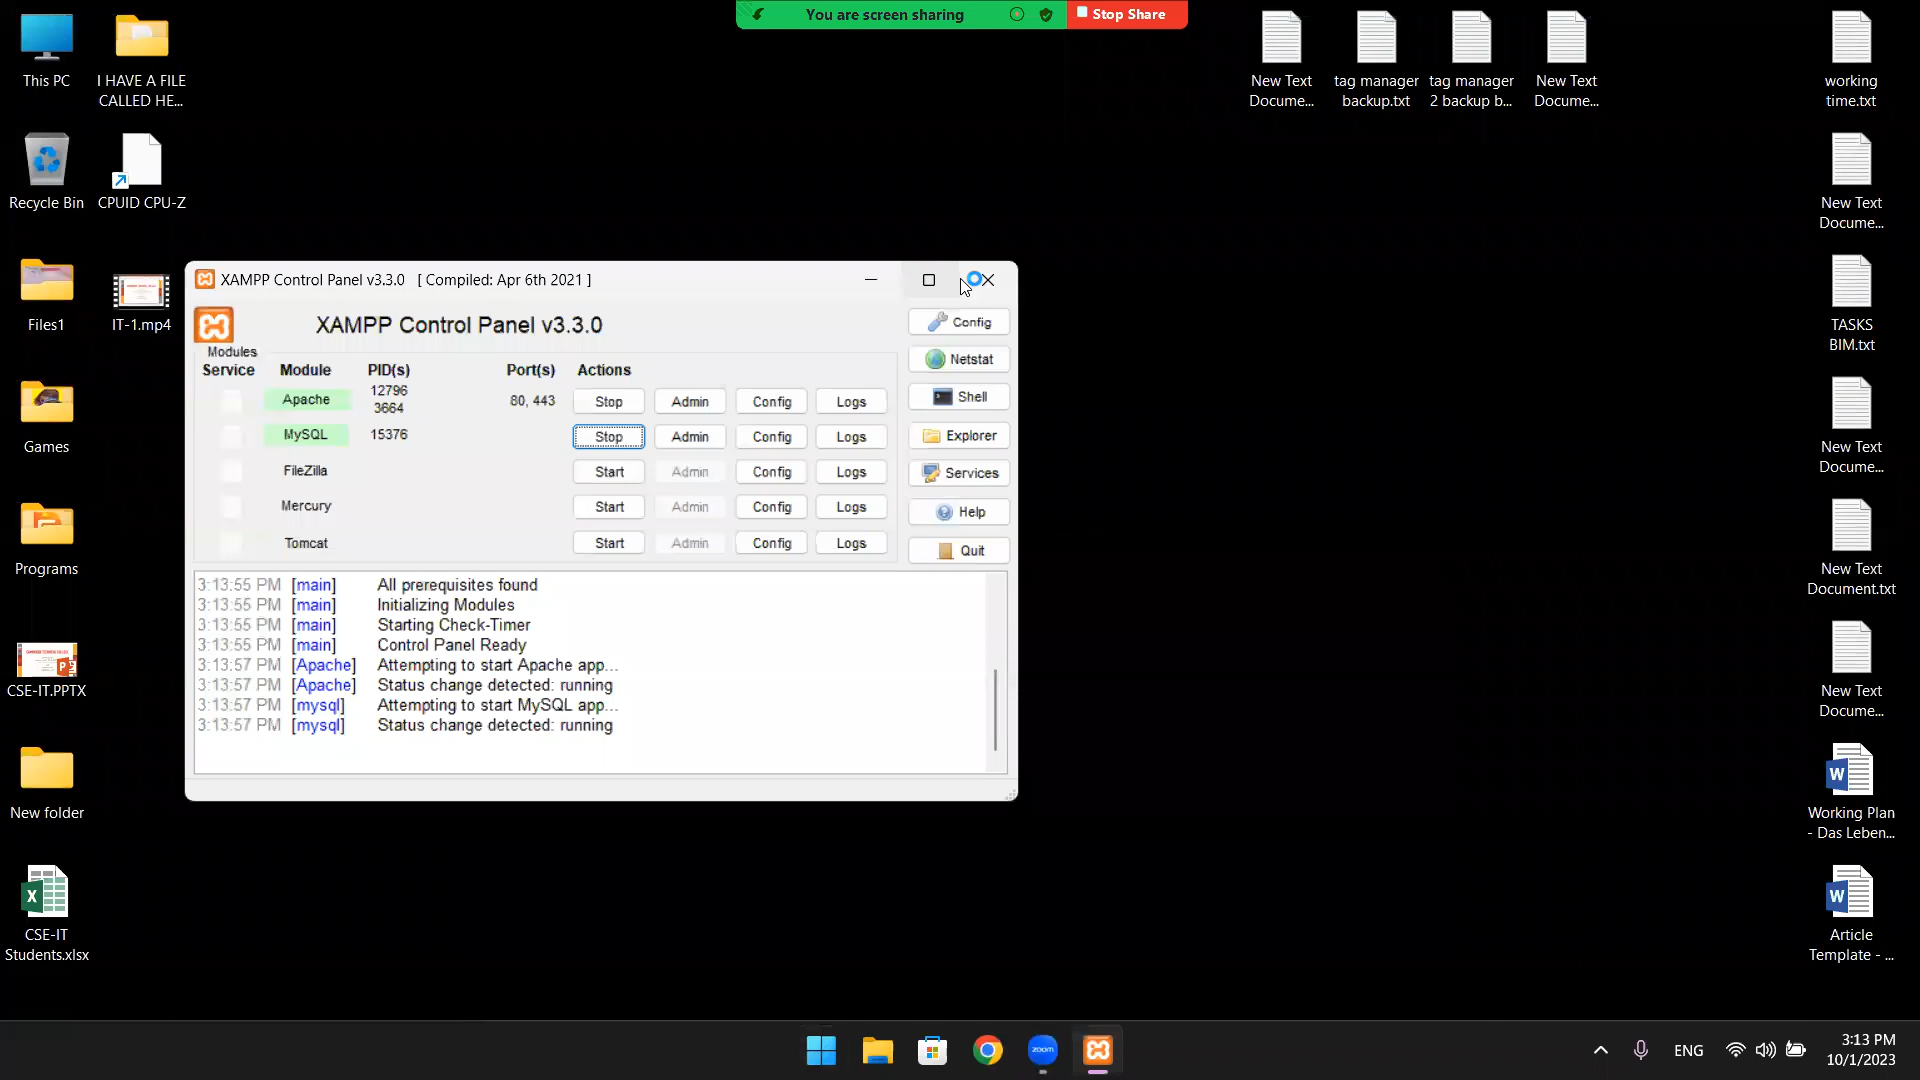 You are screen sharing
Stop Share
This PC
I HAVE A FILE
CALLED HE...
New Text
Docume...
tag manager
backup.txt
tag manager
2 backup b...
New Text
Docume...
working
time.txt
Recycle Bin
CPUID CPU-Z
New Text
Docume...
Files1
IT-1.mp4
TASKS
BIM.txt
Games
New Text
Docume...
Programs
New Text
Document.txt
CSE-IT.PPTX
New Text
Docume...
New folder
Working Plan
- Das Leben...
CSE-IT
Students.xlsx
Article
Template - ...
XAMPP Control Panel v3.3.0 [ Compiled: Apr 6th 2021 ]
XAMPP Control Panel v3.3.0
Config
Modules
Service Module PID(s) Port(s) Actions
Netstat
Apache 12796
3664 80, 443 Stop Admin Config Logs
Shell
MySQL 15376 Stop Admin Config Logs
Explorer
FileZilla Start Admin Config Logs
Services
Mercury Start Admin Config Logs
Help
Tomcat Start Admin Config Logs
Quit
3:13:55 PM [main] All prerequisites found
3:13:55 PM [main] Initializing Modules
3:13:55 PM [main] Starting Check-Timer
3:13:55 PM [main] Control Panel Ready
3:13:57 PM [Apache] Attempting to start Apache app...
3:13:57 PM [Apache] Status change detected: running
3:13:57 PM [mysql] Attempting to start MySQL app...
3:13:57 PM [mysql] Status change detected: running
zoom
ENG
3:13 PM
10/1/2023